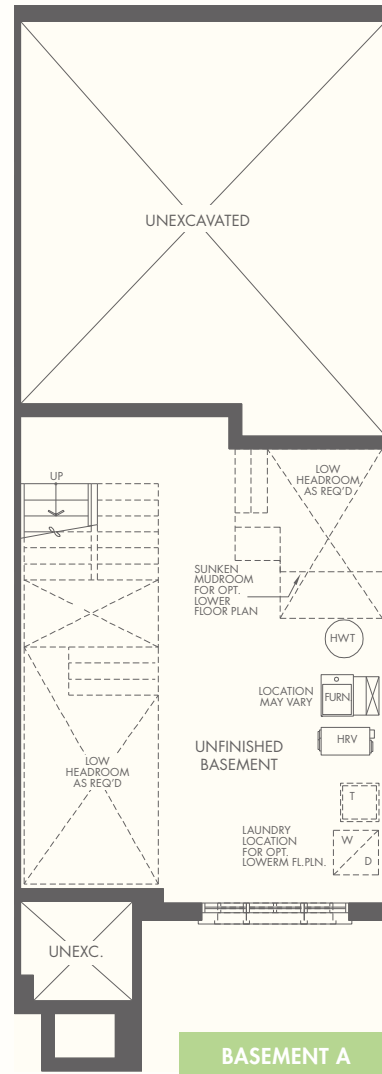 UNEXCAVATED
UP
LOW
HEADROOM
AS REQ'D
SUNKEN
MUDROOM
FOR OPT.
LOWER
FLOOR PLAN
HWT
LOCATION
MAY VARY
FURN.
HRV
UNFINISHED
BASEMENT
LOW
HEADROOM
AS REQ'D
T
LAUNDRY
LOCATION
FOR OPT.
LOWERM FL.PLN.
W
D
UNEXC.
BASEMENT A